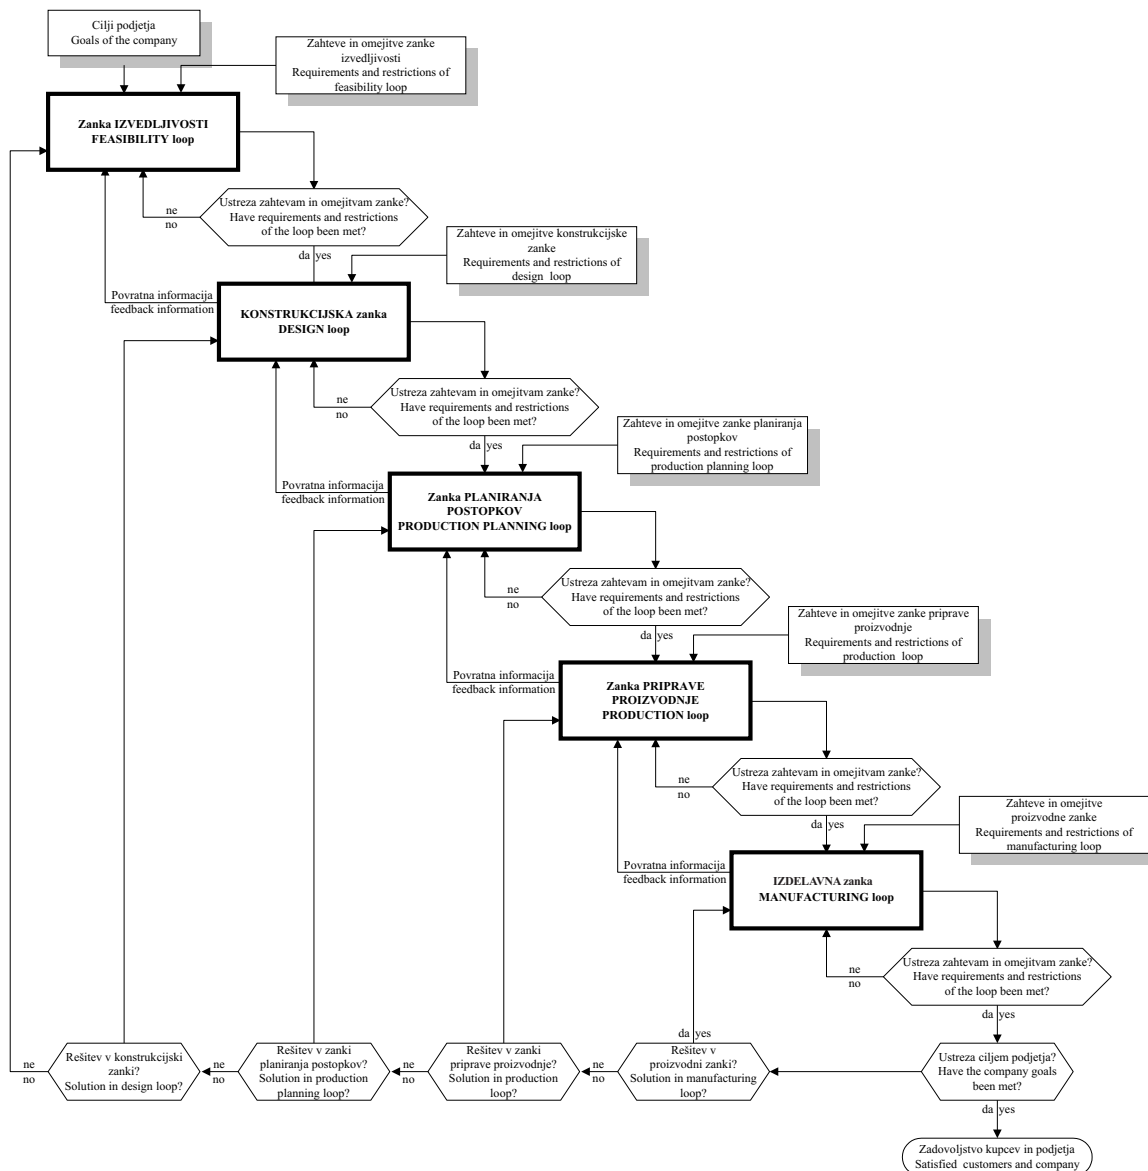 Cilji podjetja
Goals of the company
Zahteve in omejitve zanke
izvedljivosti
Requirements and restrictions of
feasibility loop
Zanka IZVEDLJIVOSTI
FEASIBILITY loop
Ustreza zahtevam in omejitvam zanke?
Have requirements and restrictions
of the loop been met?
ne
no
da yes
Zahteve in omejitve konstrukcijske
zanke
Requirements and restrictions of
design loop
Povratna informacija
feedback information
KONSTRUKCIJSKA zanka
DESIGN loop
Ustreza zahtevam in omejitvam zanke?
Have requirements and restrictions
of the loop been met?
ne
no
da yes
Zahteve in omejitve zanke planiranja
postopkov
Requirements and restrictions of
production planning loop
Povratna informacija
feedback information
Zanka PLANIRANJA
POSTOPKOV
PRODUCTION PLANNING loop
Ustreza zahtevam in omejitvam zanke?
Have requirements and restrictions
of the loop been met?
ne
no
da yes
Zahteve in omejitve zanke priprave
proizvodnje
Requirements and restrictions of
production loop
Povratna informacija
feedback information
Zanka PRIPRAVE
PROIZVODNJE
PRODUCTION loop
Ustreza zahtevam in omejitvam zanke?
Have requirements and restrictions
of the loop been met?
ne
no
da yes
Zahteve in omejitve
proizvodne zanke
Requirements and restrictions of
manufacturing loop
Povratna informacija
feedback information
IZDELAVNA zanka
MANUFACTURING loop
Ustreza zahtevam in omejitvam zanke?
Have requirements and restrictions
of the loop been met?
ne
no
da yes
da yes
ne
no
Rešitev v konstrukcijski
zanki?
Solution in design loop?
ne
no
Rešitev v zanki
planiranja postopkov?
Solution in production
planning loop?
ne
no
Rešitev v zanki
priprave proizvodnje?
Solution in production
loop?
ne
no
Rešitev v
proizvodni zanki?
Solution in manufacturing
loop?
Ustreza ciljem podjetja?
Have the company goals
been met?
da yes
Zadovoljstvo kupcev in podjetja
Satisfied customers and company